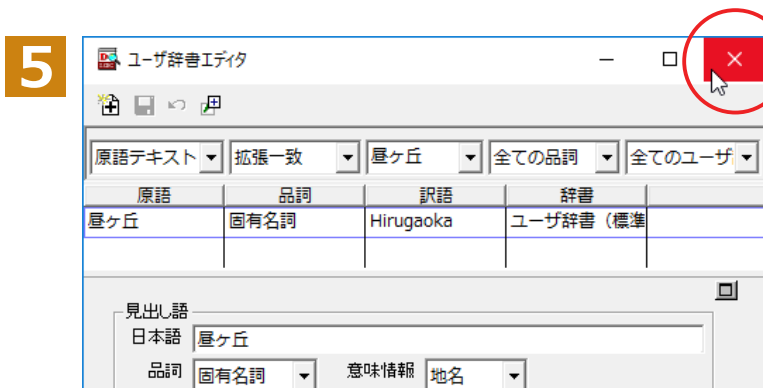 5
ユーザ辞書エディタ
原語テキスト 拡張一致 昼ケ丘 全ての品詞 全てのユーザ
原語 品詞 訳語 辞書
昼ケ丘 固有名詞 Hirugaoka ユーザ辞書（標準
見出し語
日本語 昼ケ丘
品詞 固有名詞 意味情報 地名